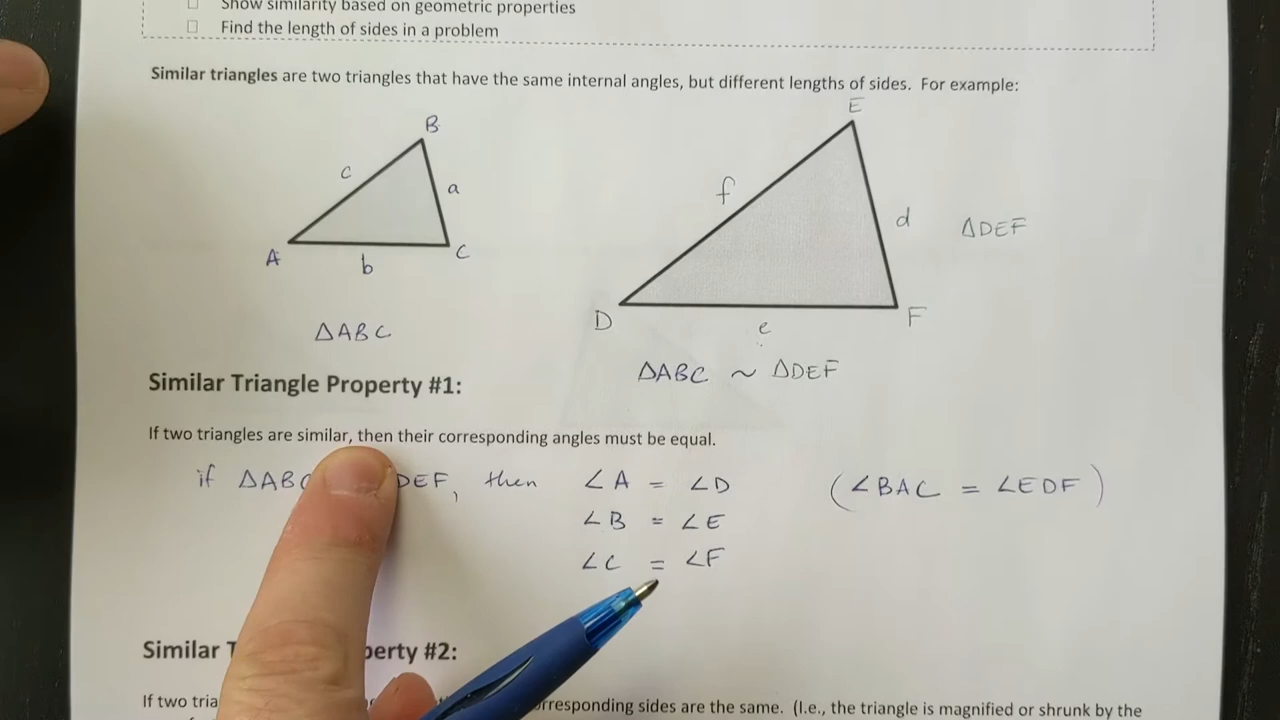 Show similarity based on geometric properties
Find the length of sides in a problem
Similar triangles are two triangles that have the same internal angles, but different lengths of sides. For example:
B
c
a
A
b
C
ΔABC
E
f
d
ΔDEF
D
e
F
ΔABC ~ ΔDEF
Similar Triangle Property #1:
If two triangles are similar, then their corresponding angles must be equal.
if ΔABC DEF, then ∠A = ∠D (∠BAC = ∠EDF)
∠B = ∠E
∠C = ∠F
Similar perty #2:
If two corresponding sides are the same. (I.e., the triangle is magnified or shrunk by the